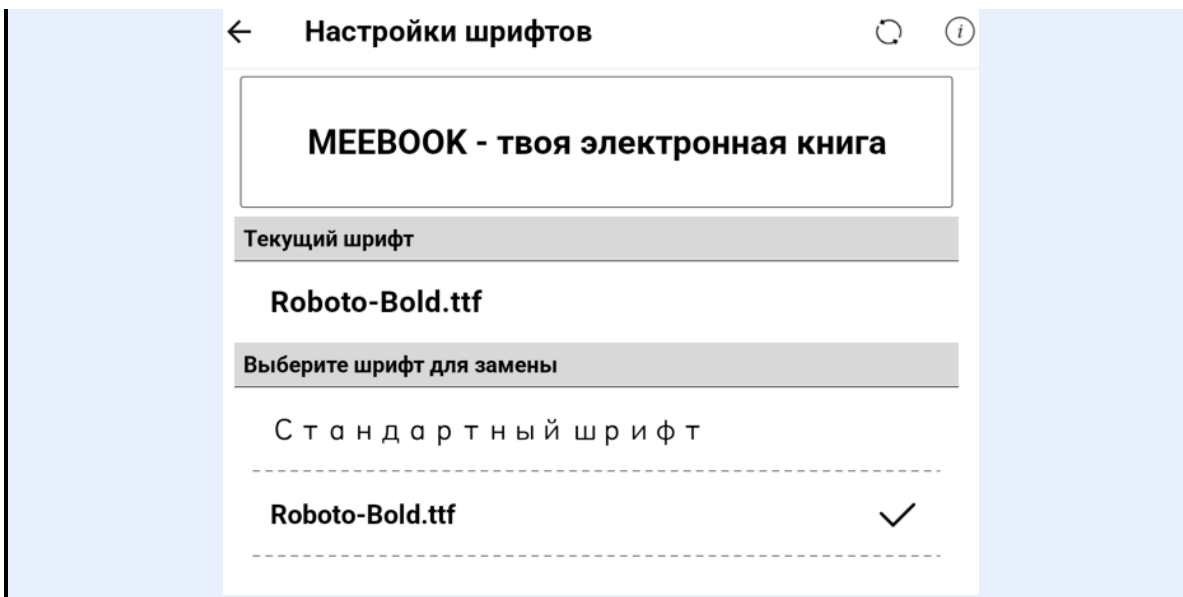 Настройки шрифтов
MEEBOOK - твоя электронная книга
Текущий шрифт
Roboto-Bold.ttf
Выберите шрифт для замены
Стандартный шрифт
Roboto-Bold.ttf